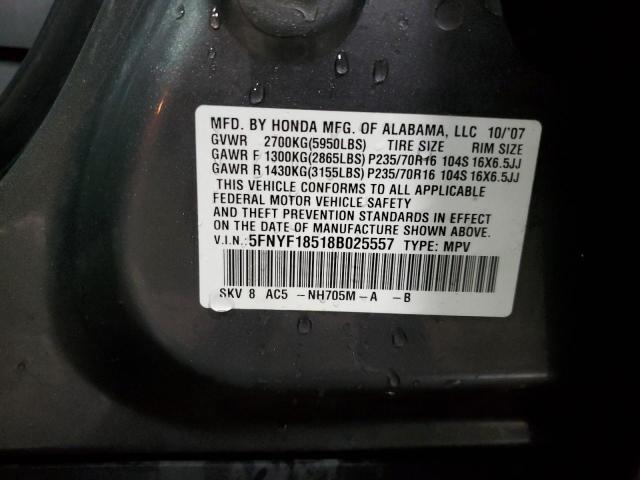 MFD. BY HONDA MFG. OF ALABAMA, LLC 10/'07
GVWR 2700KG(5950LBS) TIRE SIZE RIM SIZE
GAWR F 1300KG(2865LBS) P235/70R16 104S 16X6.5JJ
GAWR R 1430KG(3155LBS) P235/70R16 104S 16X6.5JJ
THIS VEHICLE CONFORMS TO ALL APPLICABLE
FEDERAL MOTOR VEHICLE SAFETY
AND THEFT PREVENTION STANDARDS IN EFFECT
ON THE DATE OF MANUFACTURE SHOWN ABOVE.
V.I.N.: 5FNYF18518B025557 TYPE: MPV
SKV 8 AC5 -NH705M-A -B